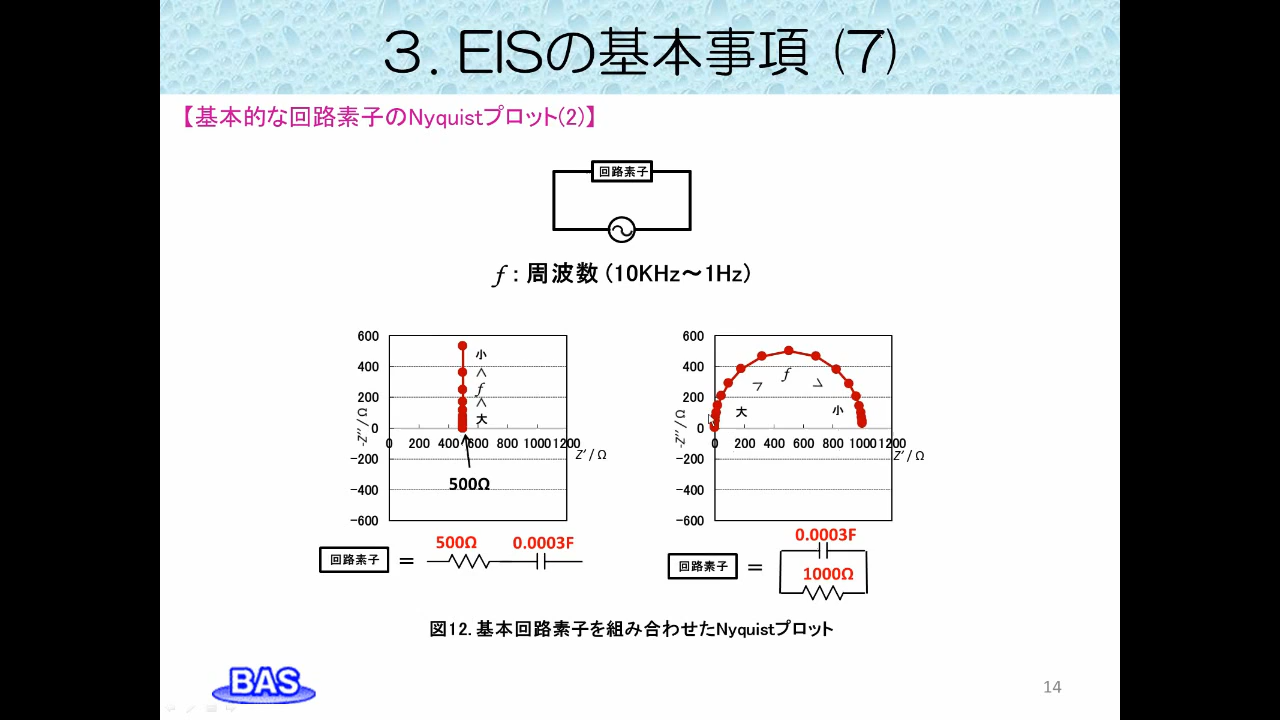 ３．EISの基本事項（7）
【基本的な回路素子のNyquistプロット(2)】
回路素子
f : 周波数 (10KHz～1Hz)
600
400
200
0
−200
−400
−600
-Z'' / Ω
0 200 400 600 800 1000 1200
Z' / Ω
小
<
f
<
大
500Ω
600
400
200
0
−200
−400
−600
-Z'' / Ω
0 200 400 600 800 1000 1200
Z' / Ω
大 > f > 小
回路素子 = 500Ω 0.0003F
回路素子 = 0.0003F
1000Ω
図12. 基本回路素子を組み合わせたNyquistプロット
BAS
14